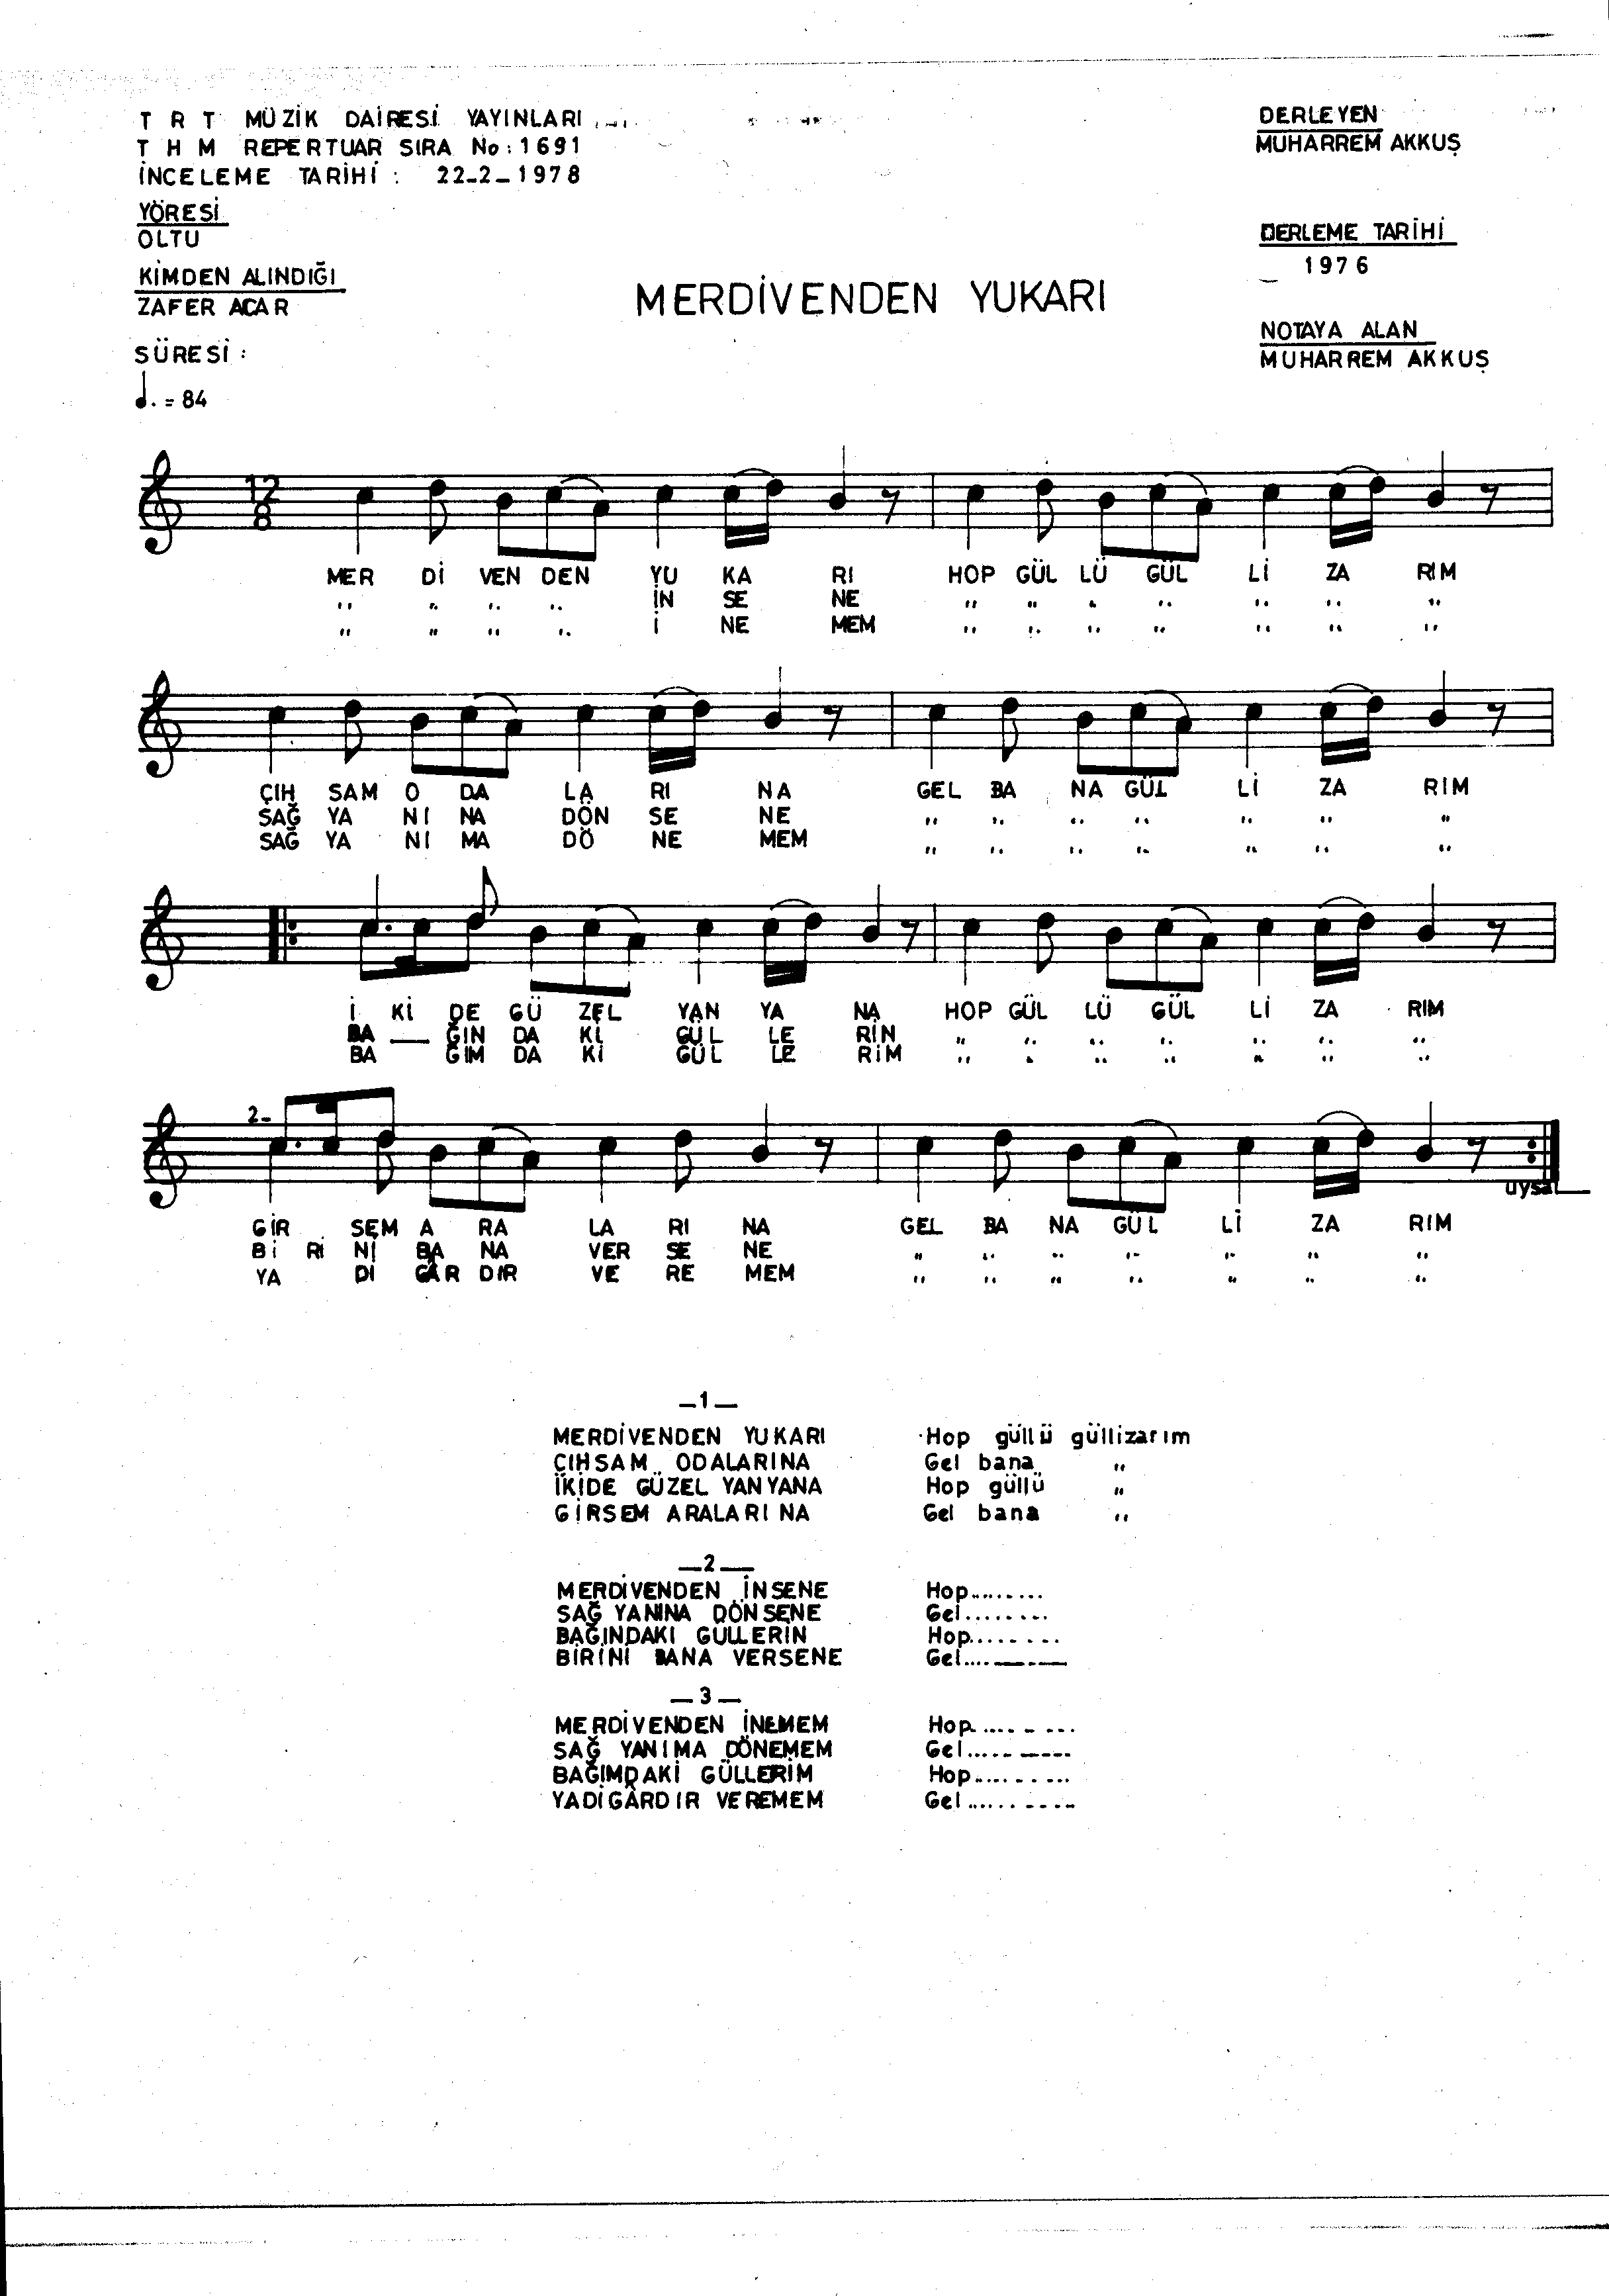 T R T MÜZİK DAİRESİ YAYINLARI
T H M REPERTUAR SIRA No: 1691
İNCELEME TARİHİ : 22-2-1978
YÖRESİ
OLTU
KİMDEN ALINDIĞI
ZAFER ACAR
SÜRESİ :
♩. = 84
MERDİVENDEN YUKARI
DERLEYEN
MUHARREM AKKUŞ
DERLEME TARİHİ
1976
NOTAYA ALAN
MUHARREM AKKUŞ
12
8
MER Dİ VEN DEN YU KA RI HOP GÜL LÜ GÜL Lİ ZA RIM
" " " " İN SE NE " " " " " " "
" " " " İ NE MEM " " " " " " "
ÇIH SAM O DA LA RI NA GEL BA NA GÜL Lİ ZA RIM
SAĞ YA NI NA DÖN SE NE " " " " " " "
SAĞ YA NI MA DÖ NE MEM " " " " " " "
İ Kİ DE GÜ ZEL YAN YA NA HOP GÜL LÜ GÜL Lİ ZA RIM
BA — ĞIN DA Kİ GÜL LE RİN " " " " " " "
BA ĞIM DA Kİ GÜL LE RİM " " " " " " "
2-
uysal
GİR SEM A RA LA RI NA GEL BA NA GÜL Lİ ZA RIM
Bİ Rİ Nİ BA NA VER SE NE " " " " " " "
YA Dİ GÂR DIR VE RE MEM " " " " " " "
—1—
MERDİVENDEN YUKARI Hop güllü güllizarım
ÇIHSAM ODALARINA Gel bana "
İKİDE GÜZEL YANYANA Hop güllü "
GİRSEM ARALARINA Gel bana "
—2—
MERDİVENDEN İNSENE Hop........
SAĞ YANINA DÖNSENE Gel........
BAĞINDAKİ GÜLLERİN Hop........
BİRİNİ BANA VERSENE Gel........
—3—
MERDİVENDEN İNEMEM Hop........
SAĞ YANIMA DÖNEMEM Gel........
BAĞIMDAKİ GÜLLERİM Hop........
YADİGÂRDIR VEREMEM Gel........